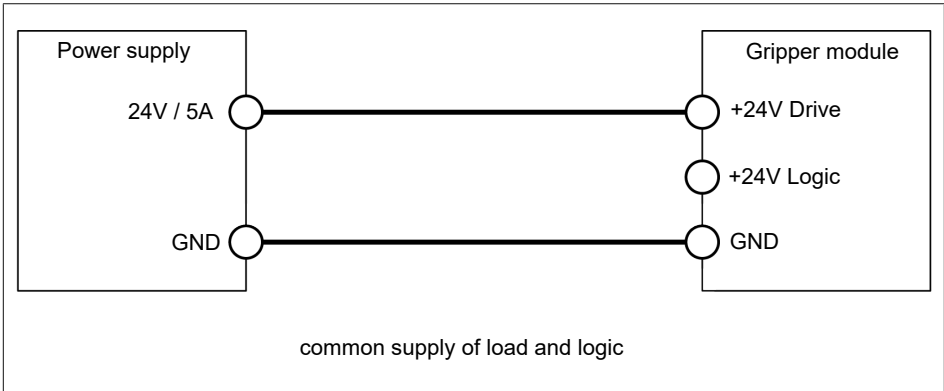 Power supply
Gripper module
24V / 5A
+24V Drive
+24V Logic
GND
GND
common supply of load and logic